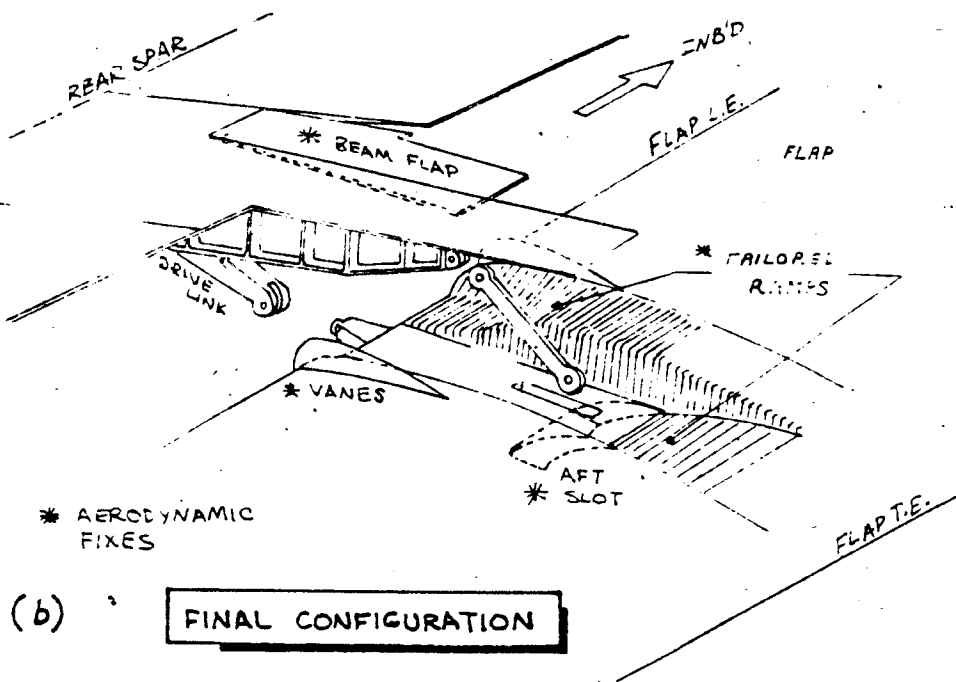 REAR SPAR
INB'D
FLAP L.E.
FLAP
* BEAM FLAP
DRIVE
LINK
*
* VANES
AFT
* SLOT
* AERODYNAMIC
FIXES
FLAP T.E.
(b)
FINAL CONFIGURATION